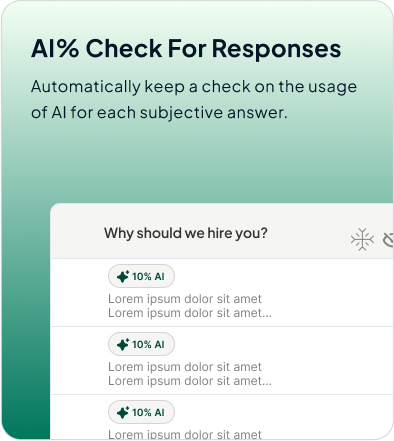 AI% Check For Responses
Automatically keep a check on the usage
of AI for each subjective answer.
Why should we hire you?
10% AI
Lorem ipsum dolor sit amet
Lorem ipsum dolor sit amet...
10% AI
Lorem ipsum dolor sit amet
Lorem ipsum dolor sit amet...
10% AI
Lorem ipsum dolor sit amet